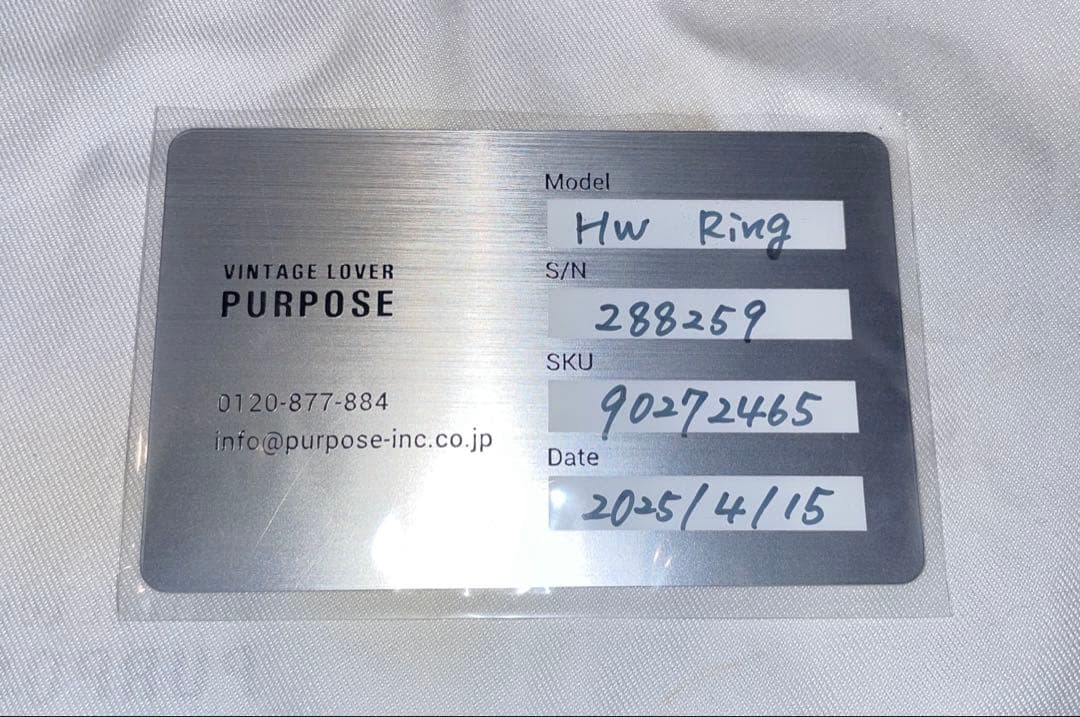 VINTAGE LOVER
PURPOSE
0120-877-884
info@purpose-inc.co.jp
Model
HW Ring
S/N
288259
SKU
90272465
Date
2025/4/15